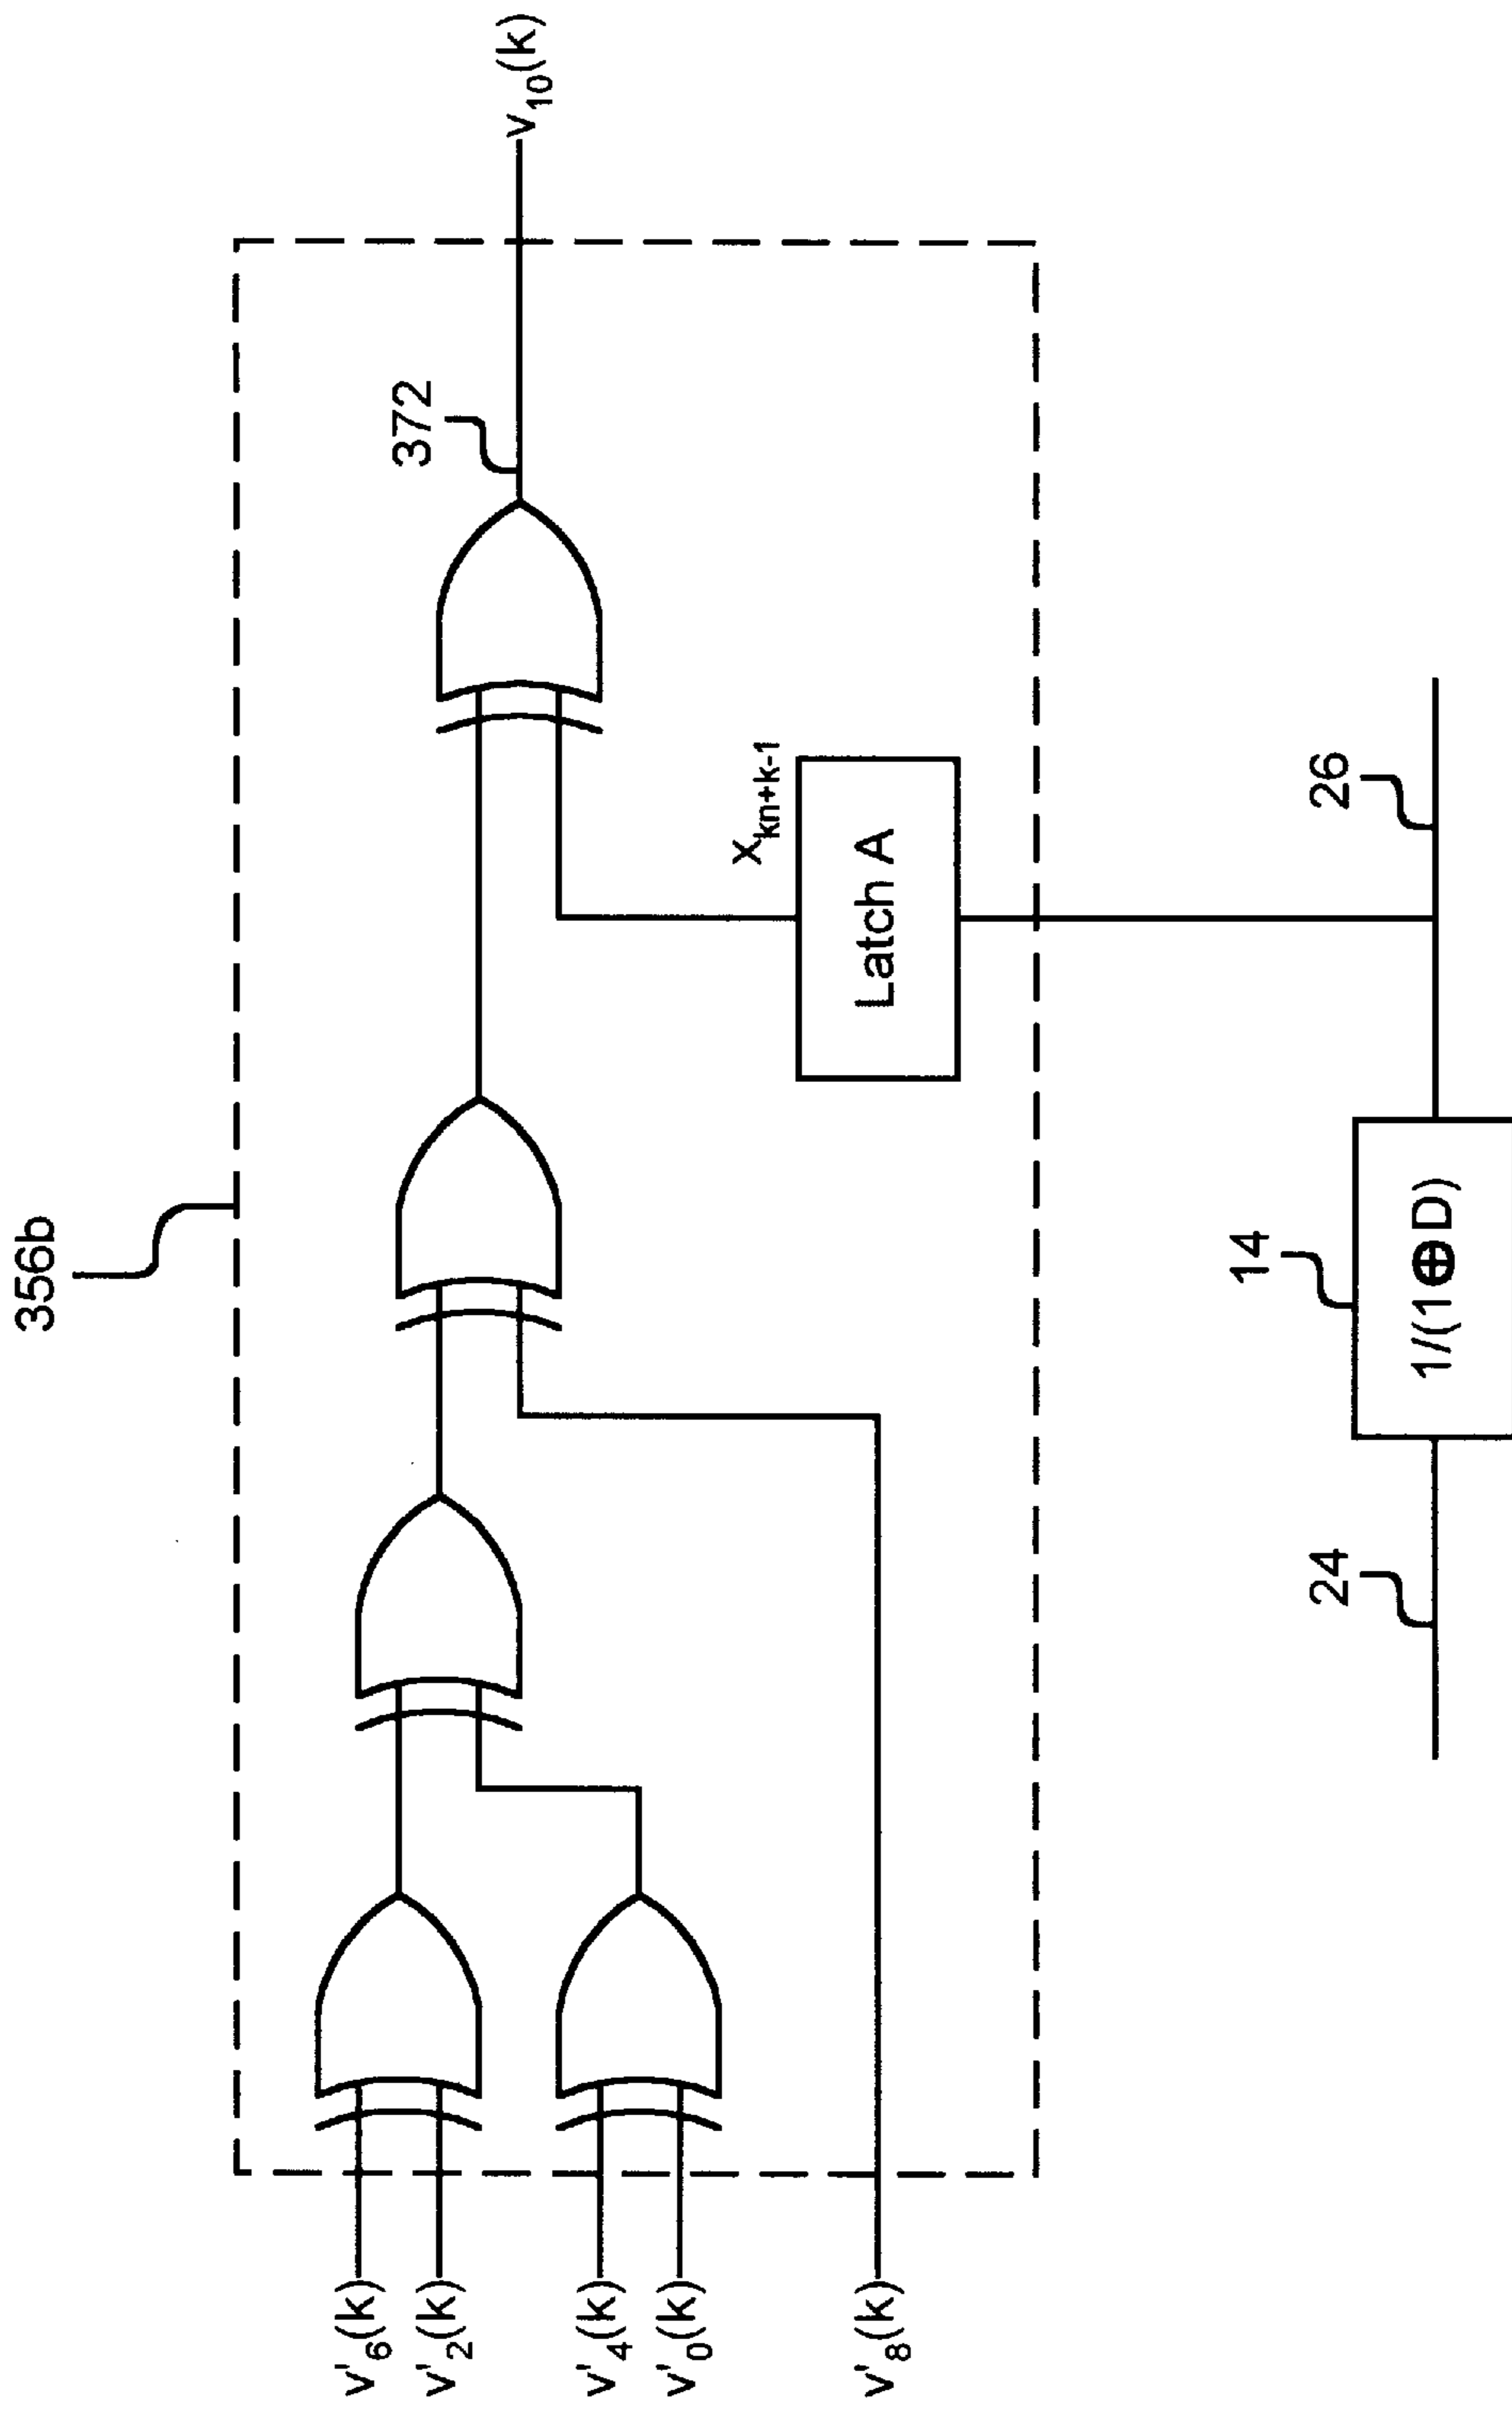 356b
v'6(k)
v'2(k)
v'4(k)
v'0(k)
v'8(k)
372
v10(k)
xkn+k-1
Latch A
24
14
1/(1⊕D)
26